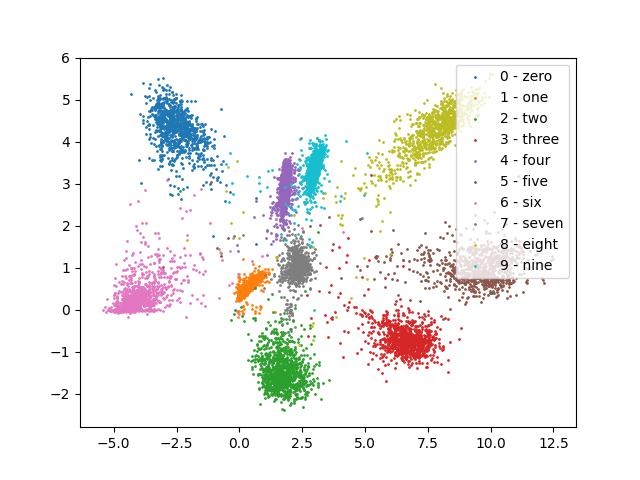 6
5
4
3
2
1
0
−1
−2
−5.0
−2.5
0.0
2.5
5.0
7.5
10.0
12.5
0 - zero
1 - one
2 - two
3 - three
4 - four
5 - five
6 - six
7 - seven
8 - eight
9 - nine